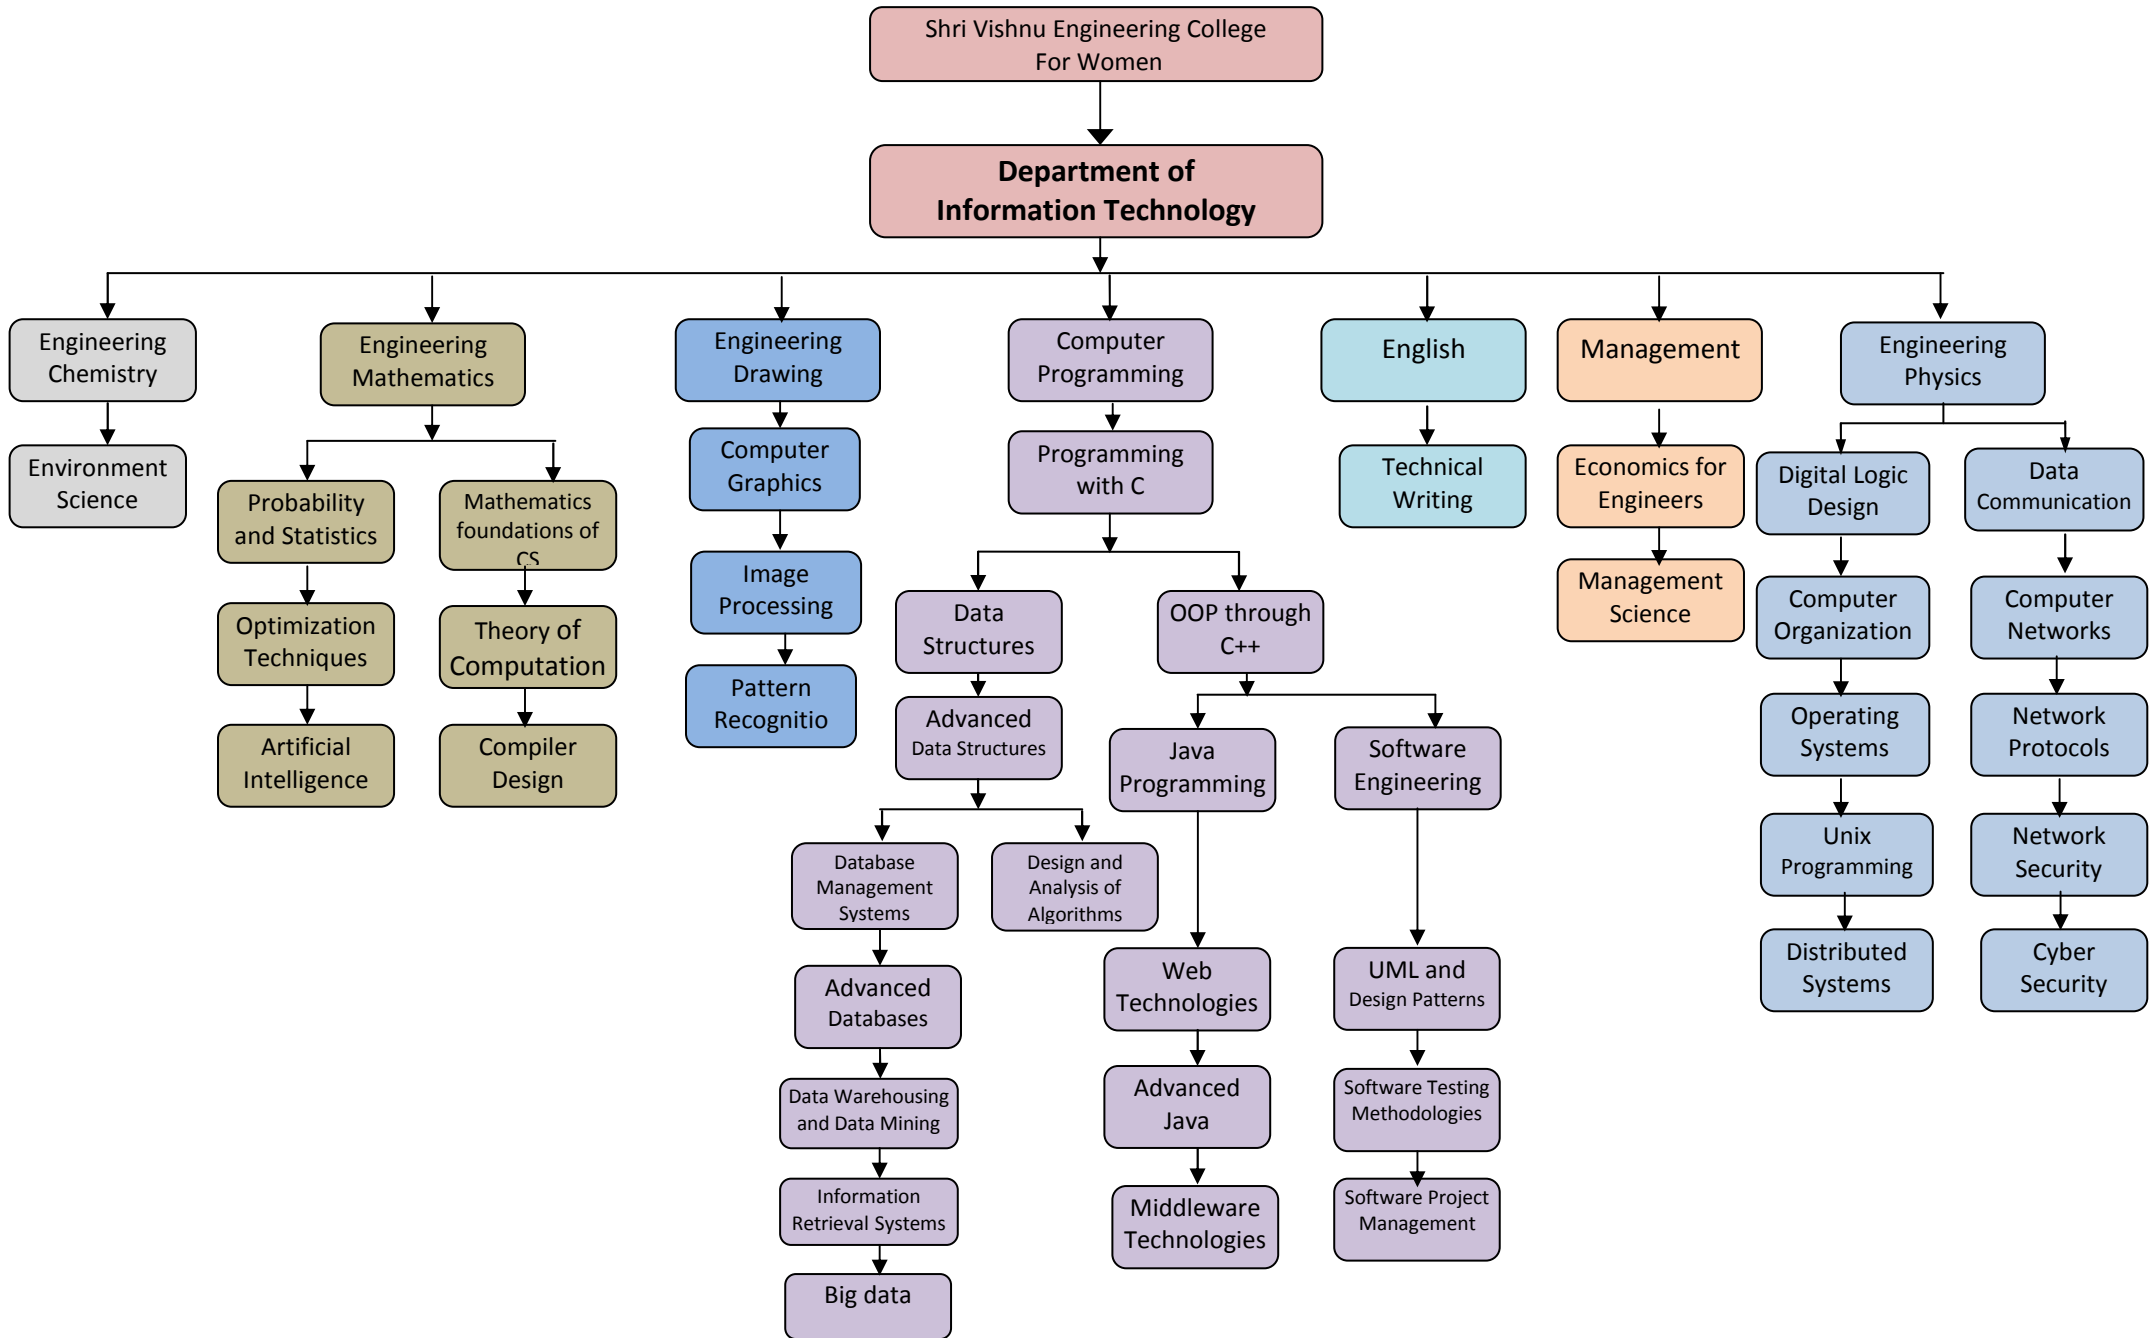 Shri Vishnu Engineering College
For Women
Department of
Information Technology
Engineering
Chemistry
Engineering
Mathematics
Engineering
Drawing
Computer
Programming
English
Management
Engineering
Physics
Environment
Science
Probability
and Statistics
Mathematics
foundations of
CS
Computer
Graphics
Programming
with C
Technical
Writing
Economics for
Engineers
Digital Logic
Design
Data
Communication
Optimization
Techniques
Theory of
Computation
Image
Processing
Data
Structures
OOP through
C++
Management
Science
Computer
Organization
Computer
Networks
Artificial
Intelligence
Compiler
Design
Pattern
Recognitio
Advanced
Data Structures
Java
Programming
Software
Engineering
Operating
Systems
Network
Protocols
Database
Management
Systems
Design and
Analysis of
Algorithms
Unix
Programming
Network
Security
Advanced
Databases
Web
Technologies
UML and
Design Patterns
Distributed
Systems
Cyber
Security
Data Warehousing
and Data Mining
Advanced
Java
Software Testing
Methodologies
Information
Retrieval Systems
Middleware
Technologies
Software Project
Management
Big data